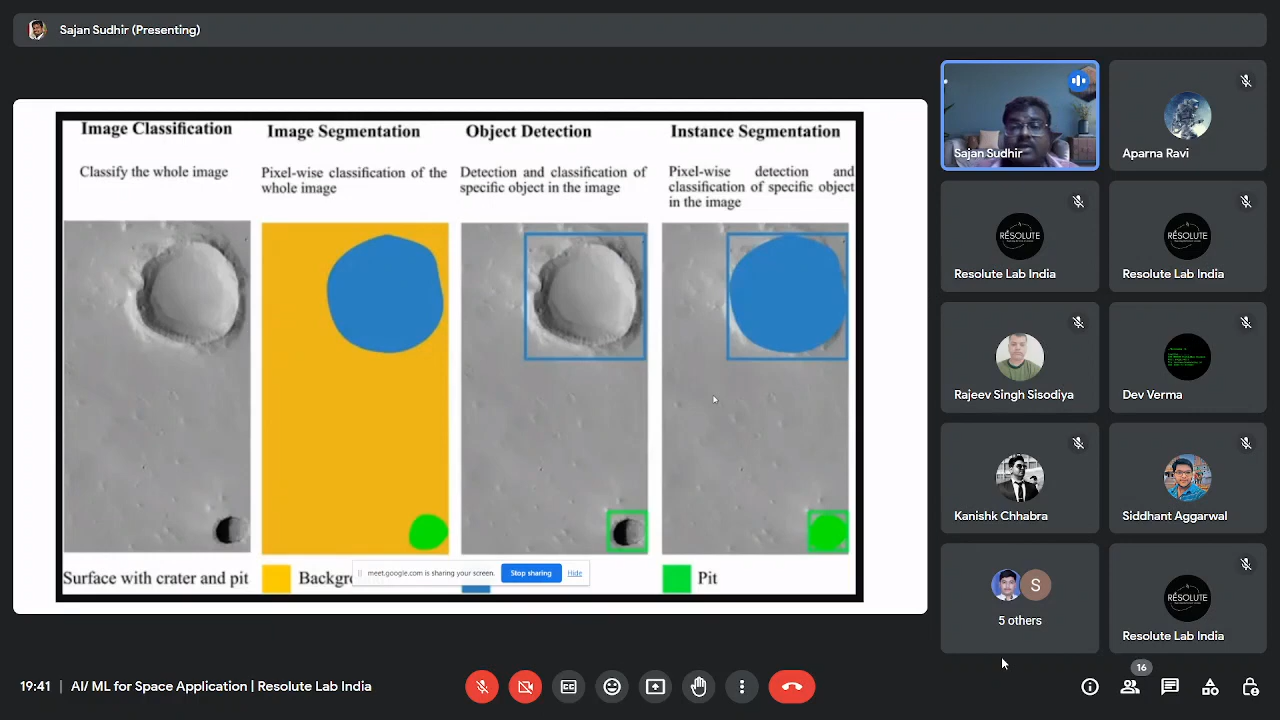 Sajan Sudhir (Presenting)
Image Classification
Image Segmentation
Object Detection
Instance Segmentation
Classify the whole image
Pixel-wise classification of the
whole image
Detection and classification of
specific object in the image
Pixel-wise detection and
classification of specific object
in the image
Surface with crater and pit
Backgr
meet.google.com is sharing your screen.
Stop sharing
Hide
Pit
Sajan Sudhir
Aparna Ravi
RÉSOLUTE
Resolute Lab India
RÉSOLUTE
Resolute Lab India
Rajeev Singh Sisodiya
Dev Verma
Kanishk Chhabra
Siddhant Aggarwal
S
5 others
RÉSOLUTE
Resolute Lab India
19:41 | AI/ ML for Space Application | Resolute Lab India
16